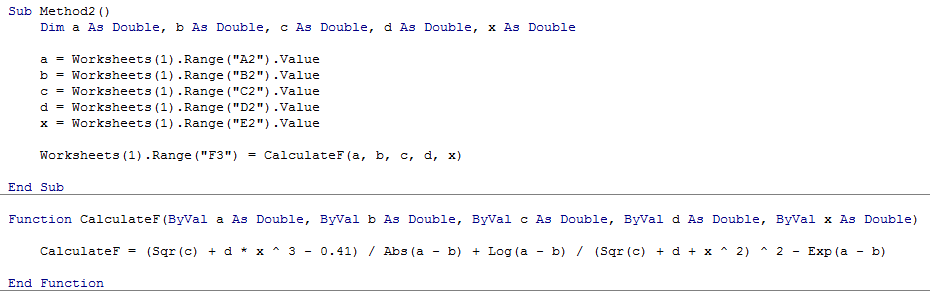 Sub Method2()
Dim a As Double, b As Double, c As Double, d As Double, x As Double
a = Worksheets(1).Range("A2").Value
b = Worksheets(1).Range("B2").Value
c = Worksheets(1).Range("C2").Value
d = Worksheets(1).Range("D2").Value
x = Worksheets(1).Range("E2").Value
Worksheets(1).Range("F3") = CalculateF(a, b, c, d, x)
End Sub
Function CalculateF(ByVal a As Double, ByVal b As Double, ByVal c As Double, ByVal d As Double, ByVal x As Double)
CalculateF = (Sqr(c) + d * x ^ 3 - 0.41) / Abs(a - b) + Log(a - b) / (Sqr(c) + d + x ^ 2) ^ 2 - Exp(a - b)
End Function